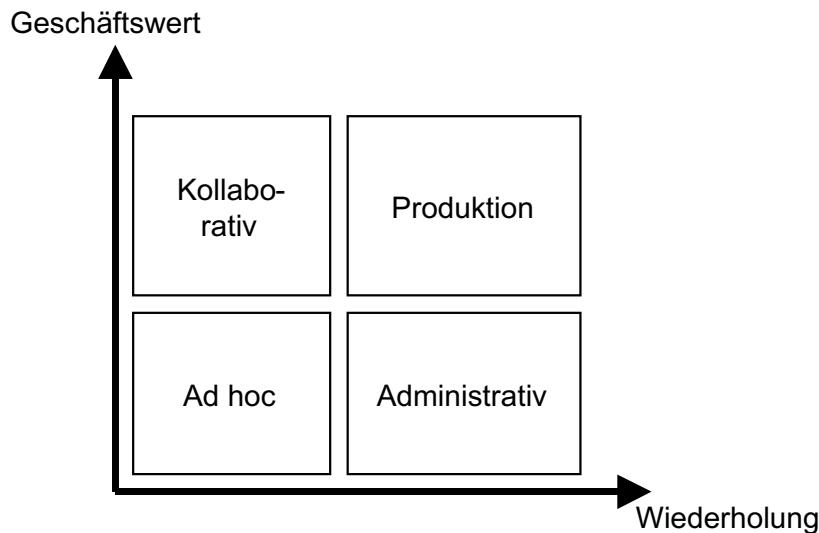 Geschäftswert
Kollabo-
rativ
Produktion
Ad hoc
Administrativ
Wiederholung